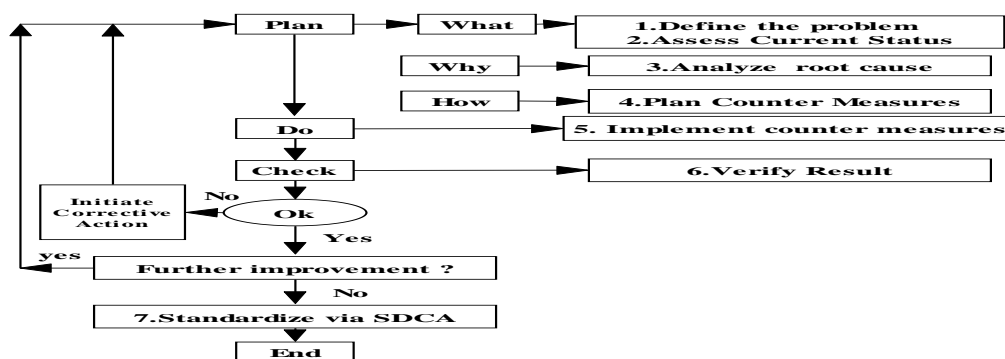 Plan
What
1.Define the problem
2.Assess Current Status
Why
3.Analyze root cause
How
4.Plan Counter Measures
Do
5. Implement counter measures
Check
6.Verify Result
No
Initiate
Corrective
Action
Ok
Yes
yes
Further improvement ?
No
7.Standardize via SDCA
End